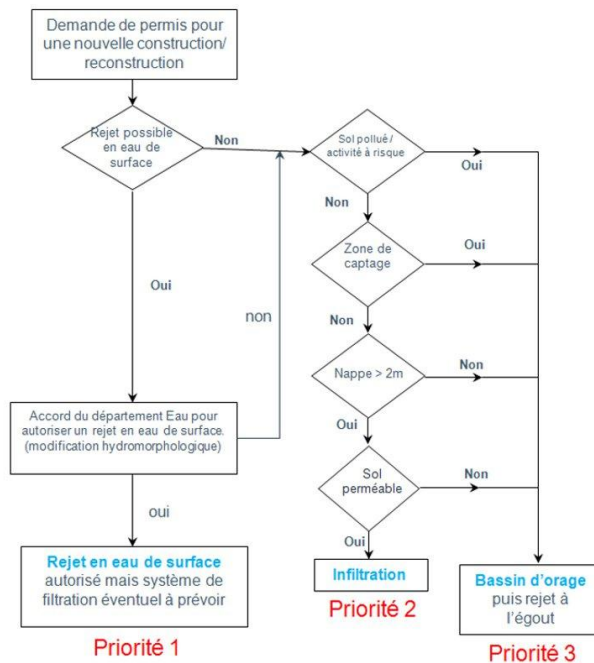 Demande de permis pour
une nouvelle construction/
reconstruction
Rejet possible
en eau de
surface
Non
Sol pollué /
activité à risque
Oui
Non
Zone de
captage
Oui
Oui
non
Non
Nappe > 2m
Non
Oui
Accord du département Eau pour
autoriser un rejet en eau de surface.
(modification hydromorphologique)
Sol
perméable
Non
oui
Oui
Rejet en eau de surface
autorisé mais système de
filtration éventuel à prévoir
Priorité 1
Infiltration
Priorité 2
Bassin d’orage
puis rejet à
l’égout
Priorité 3